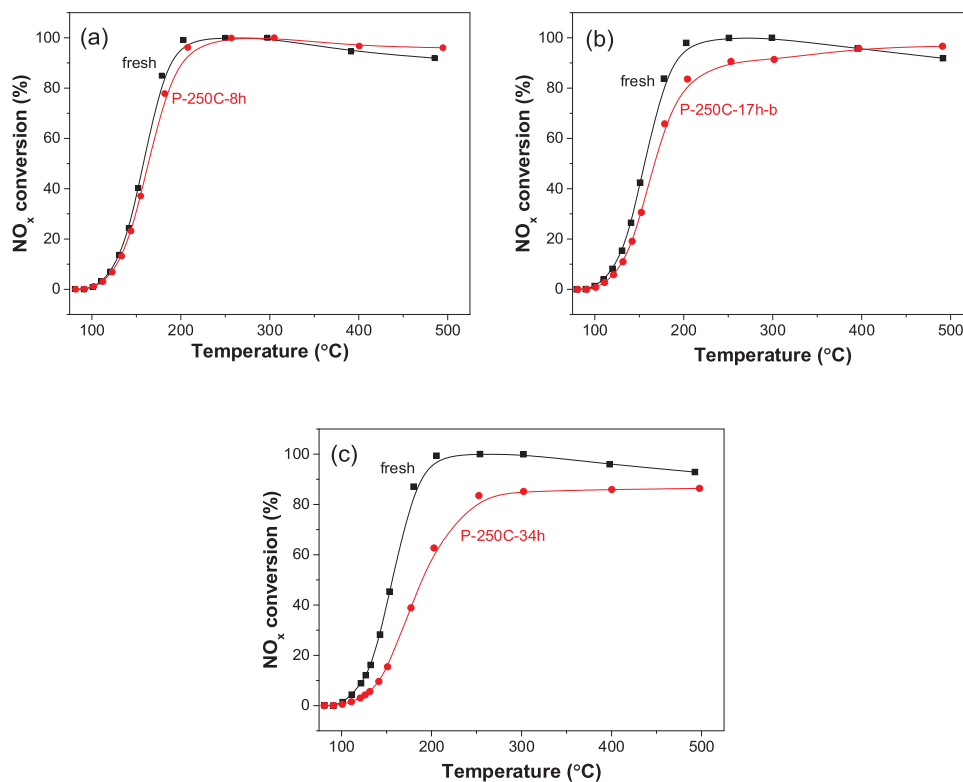 (a)
fresh
P-250C-8h
NOx conversion (%)
100
80
60
40
20
0
100 200 300 400 500
Temperature (°C)
(b)
fresh
P-250C-17h-b
NOx conversion (%)
100
80
60
40
20
0
100 200 300 400 500
Temperature (°C)
(c)
fresh
P-250C-34h
NOx conversion (%)
100
80
60
40
20
0
100 200 300 400 500
Temperature (°C)